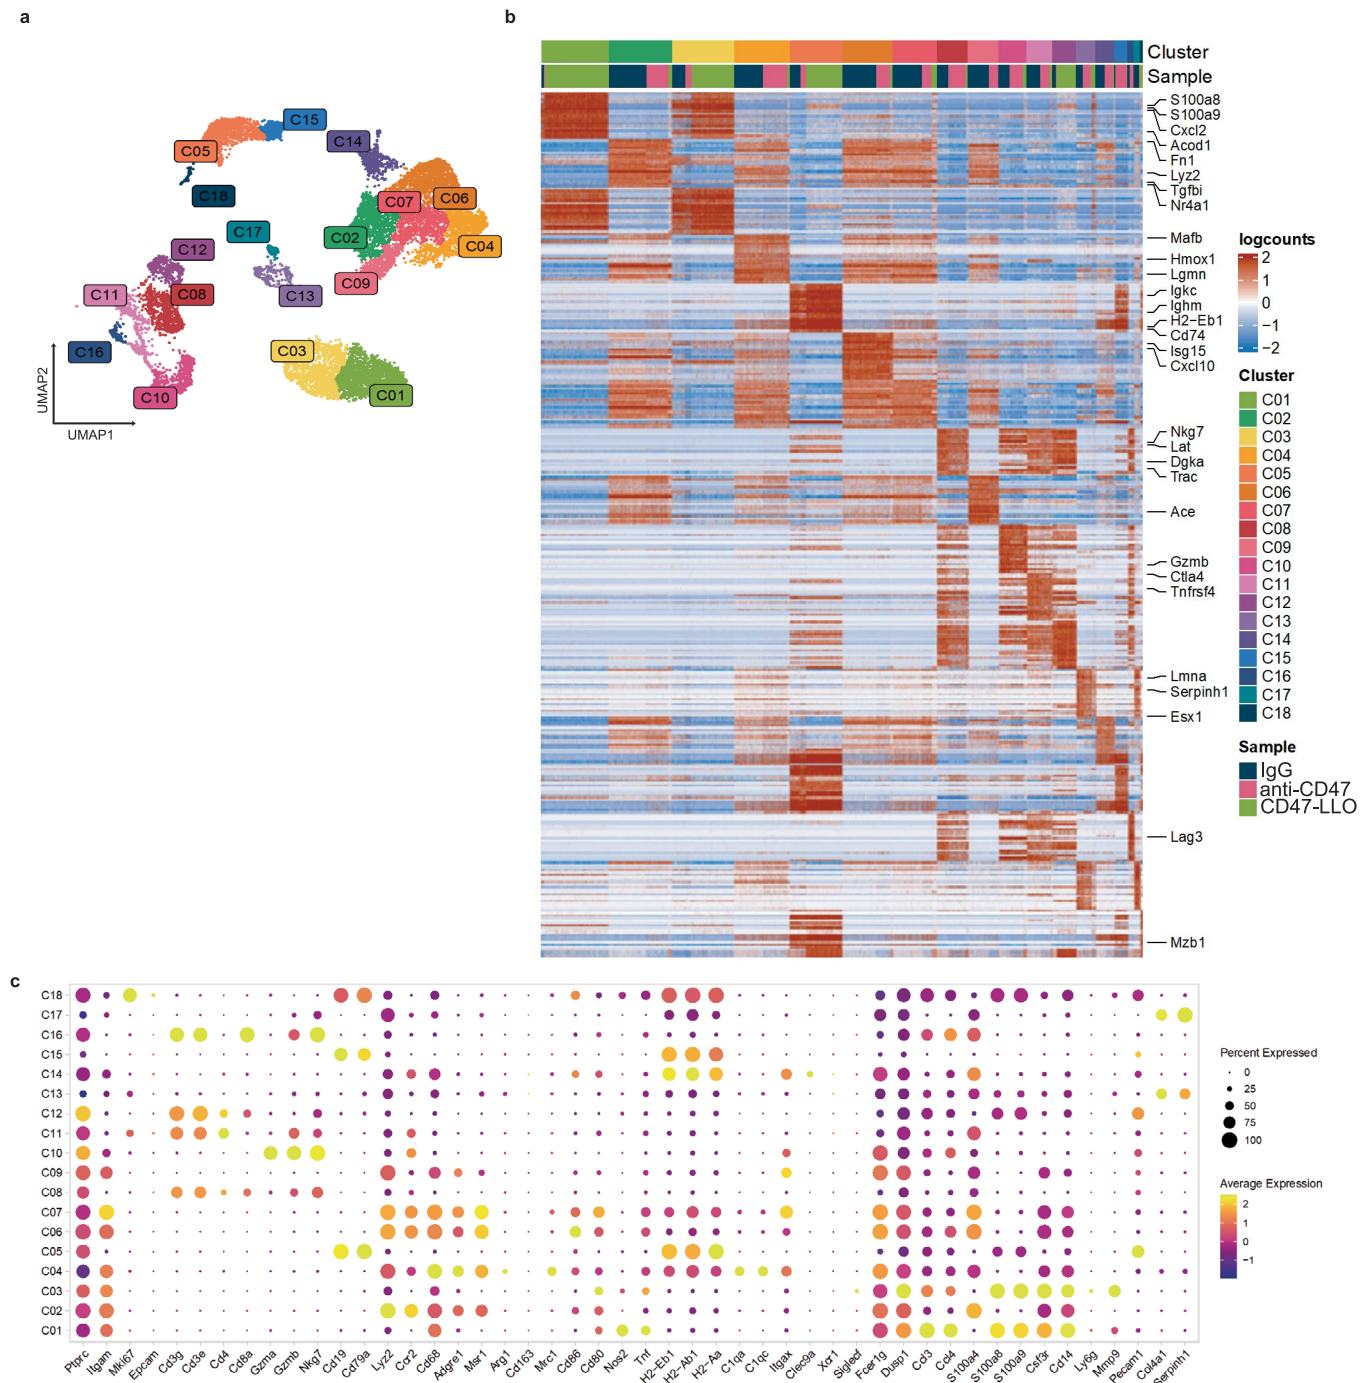 a
C15
C05
C18
C14
C07
C06
C02
C04
C09
C17
C13
C12
C11
C08
C16
C10
C03
C01
UMAP2
UMAP1
b
Cluster
Sample
S100a8
S100a9
Cxcl2
Acod1
Fn1
Lyz2
Tgfbi
Nr4a1
Mafb
Hmox1
Lgmn
Igkc
Ighm
H2−Eb1
Cd74
Isg15
Cxcl10
Nkg7
Lat
Dgka
Trac
Ace
Gzmb
Ctla4
Tnfrsf4
Lmna
Serpinh1
Esx1
Lag3
Mzb1
logcounts
2
1
0
−1
−2
Cluster
C01
C02
C03
C04
C05
C06
C07
C08
C09
C10
C11
C12
C13
C14
C15
C16
C17
C18
Sample
IgG
anti-CD47
CD47-LLO
c
C18
C17
C16
C15
C14
C13
C12
C11
C10
C09
C08
C07
C06
C05
C04
C03
C02
C01
Ptprc
Itgam
Mki67
Epcam
Cd3g
Cd3e
Cd4
Cd8a
Gzma
Gzmb
Nkg7
Cd19
Cd79a
Lyz2
Ccr2
Cd68
Adgre1
Msr1
Arg1
Cd163
Mrc1
Cd86
Cd80
Nos2
Tnf
H2−Eb1
H2−Ab1
H2−Aa
C1qa
C1qc
Itgax
Clec9a
Xcr1
Siglecf
Fcer1g
Dusp1
Ccl3
Ccl4
S100a4
S100a8
S100a9
Csf3r
Cd14
Ly6g
Mmp9
Pecam1
Col4a1
Serpinh1
Percent Expressed
0
25
50
75
100
Average Expression
2
1
0
−1